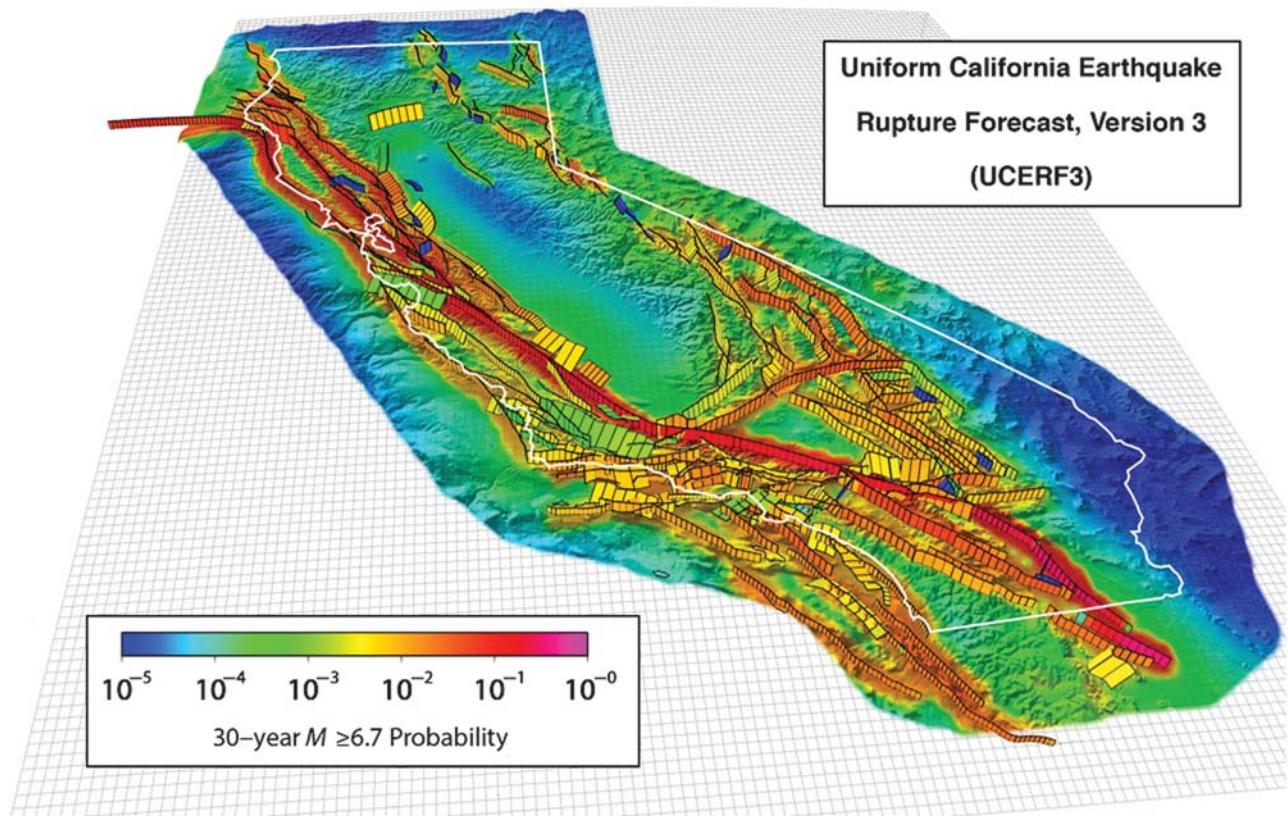 Uniform California Earthquake
Rupture Forecast, Version 3
(UCERF3)
10⁻⁵ 10⁻⁴ 10⁻³ 10⁻² 10⁻¹ 10⁻⁰
30–year M ≥6.7 Probability